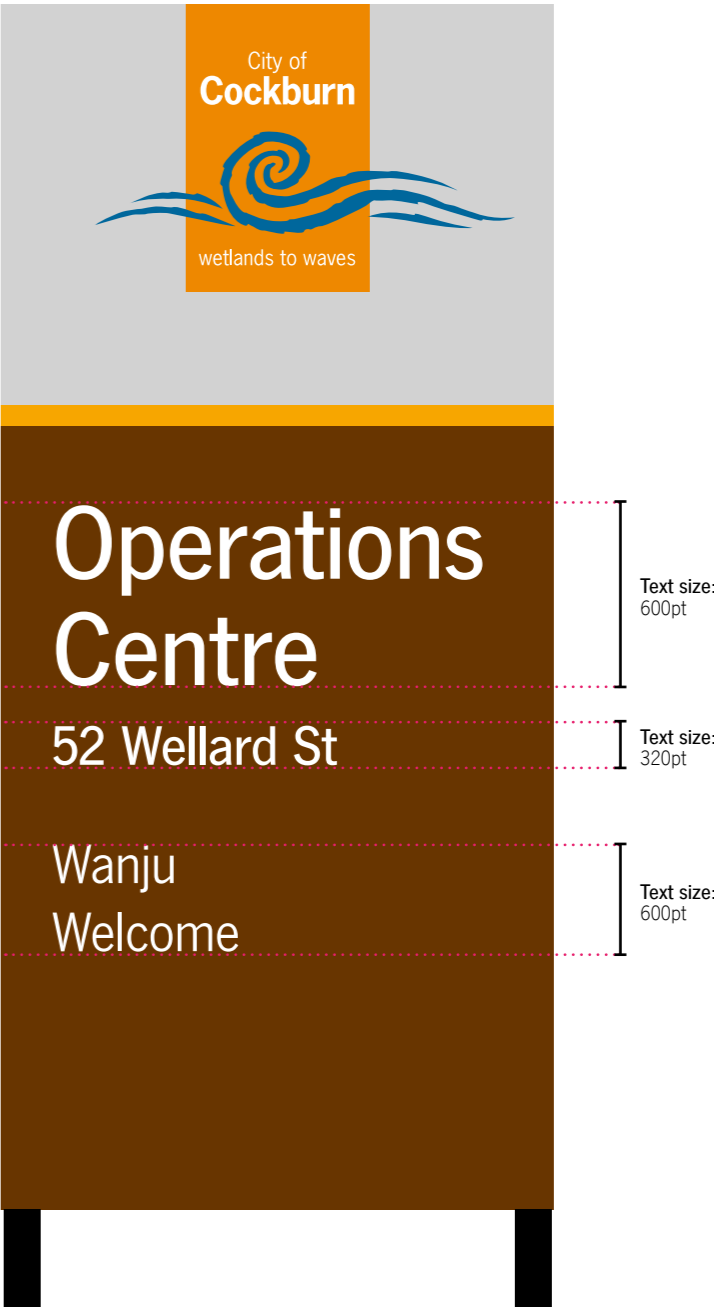 City of
Cockburn
wetlands to waves
Operations
Centre
Text size:
600pt
52 Wellard St
Text size:
320pt
Wanju
Welcome
Text size:
600pt